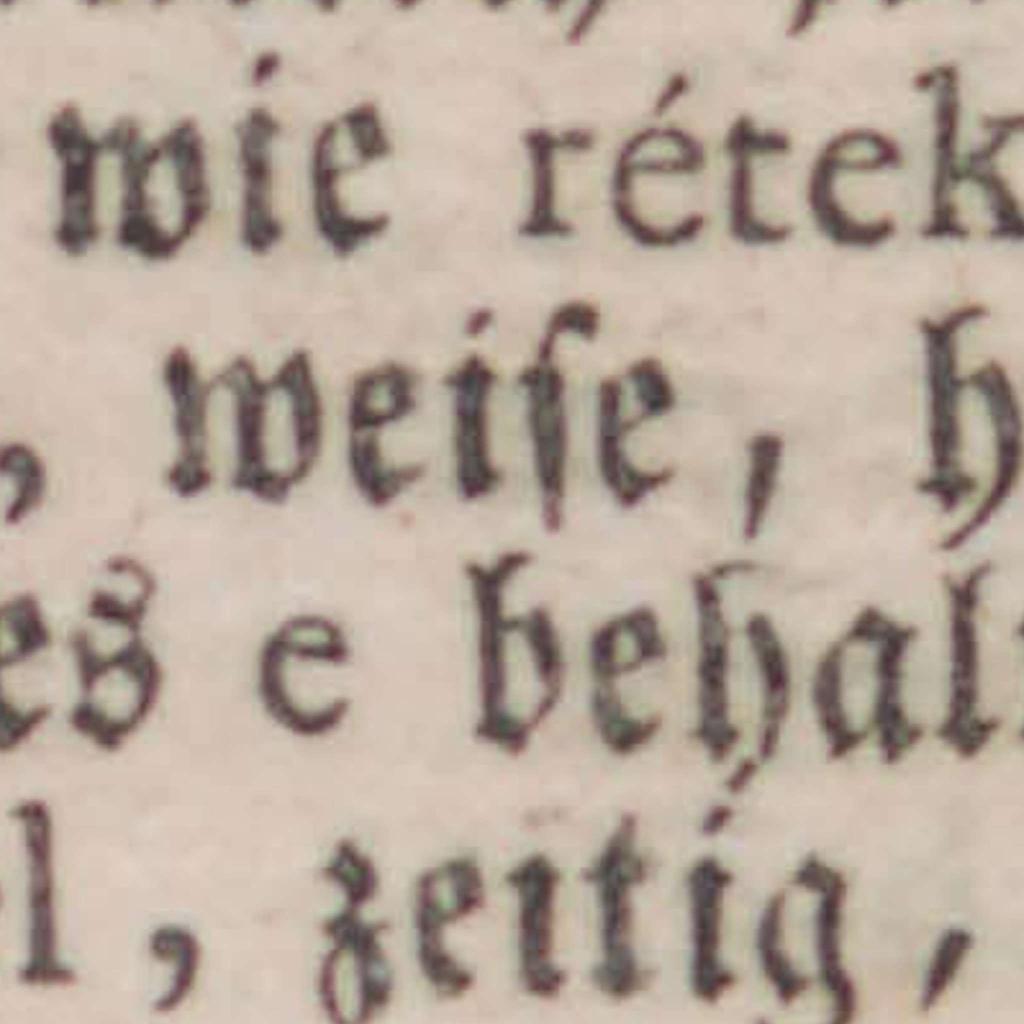 wie rétek
, weiſe, h
es e behal
l, zeitig,